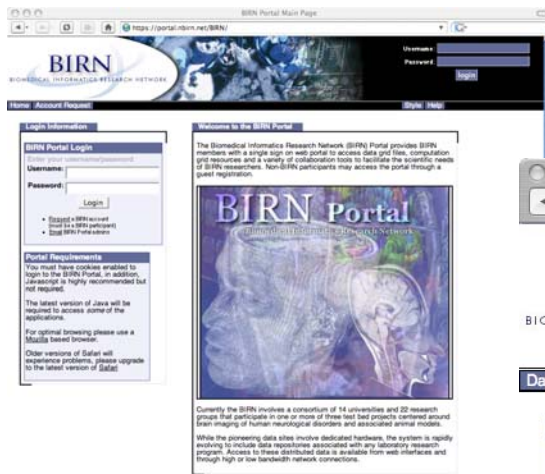 BIRN Portal Main Page
https://portal.nbirn.net/BIRN/
BIRN
BIOMEDICAL INFORMATICS RESEARCH NETWORK
Username:
Password:
login
Home Account Request Style Help
Login Information
BIRN Portal Login
Enter your username/password
Username:
Password:
Login
Request a BIRN account
(must be a BIRN participant)
Email BIRN Portal admins
Portal Requirements
You must have cookies enabled to
login to the BIRN Portal, in addition,
Javascript is highly recommended but
not required.
The latest version of Java will be
required to access some of the
applications.
For optimal browsing please use a
Mozilla based browser.
Older versions of Safari will
experience problems, please upgrade
to the latest version of Safari
Welcome to the BIRN Portal
The Biomedical Informatics Research Network (BIRN) Portal provides BIRN
members with a single sign on web portal to access data grid files, computation
grid resources and a variety of collaboration tools to facilitate the scientific needs
of BIRN researchers. Non-BIRN participants may access the portal through a
guest registration.
BIRN Portal
Biomedical Informatics Research Network
Currently the BIRN involves a consortium of 14 universities and 22 research
groups that participate in one or more of three test bed projects centered around
brain imaging of human neurological disorders and associated animal models.
While the pioneering data sites involve dedicated hardware, the system is rapidly
evolving to include data repositories associated with any laboratory research
program. Access to these distributed data is available from web interfaces and
through high or low bandwidth network connections.
BIO
Da